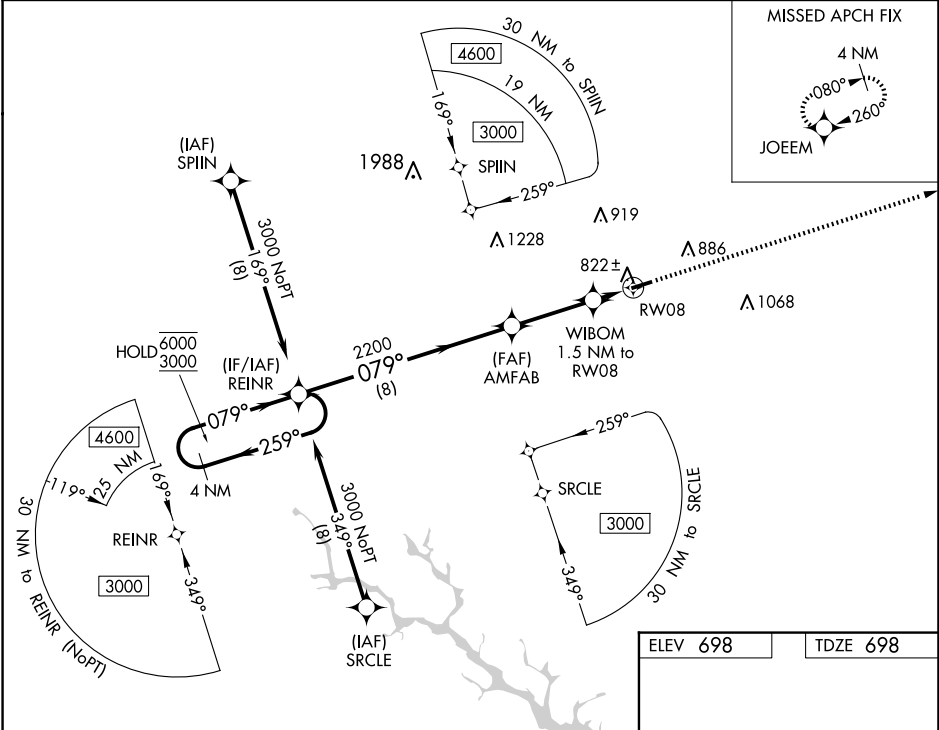 MISSED APCH FIX
4 NM
080°
260°
JOEEM
30 NM to SPIIN
4600
19 NM
169°
3000
SPIIN
259°
1988
919
1228
886
822±
RW08
1068
(IAF)
SPIIN
3000 NoPT
169°
(8)
HOLD 6000
3000
(IF/IAF)
REINR
2200
079°
(8)
(FAF)
AMFAB
WIBOM
1.5 NM to
RW08
079°
259°
4 NM
4600
25 NM
119°
169°
REINR
3000
349°
30 NM to REINR (NoPT)
3000 NoPT
349°
(8)
(IAF)
SRCLE
259°
SRCLE
3000
349°
30 NM to SRCLE
ELEV 698
TDZE 698